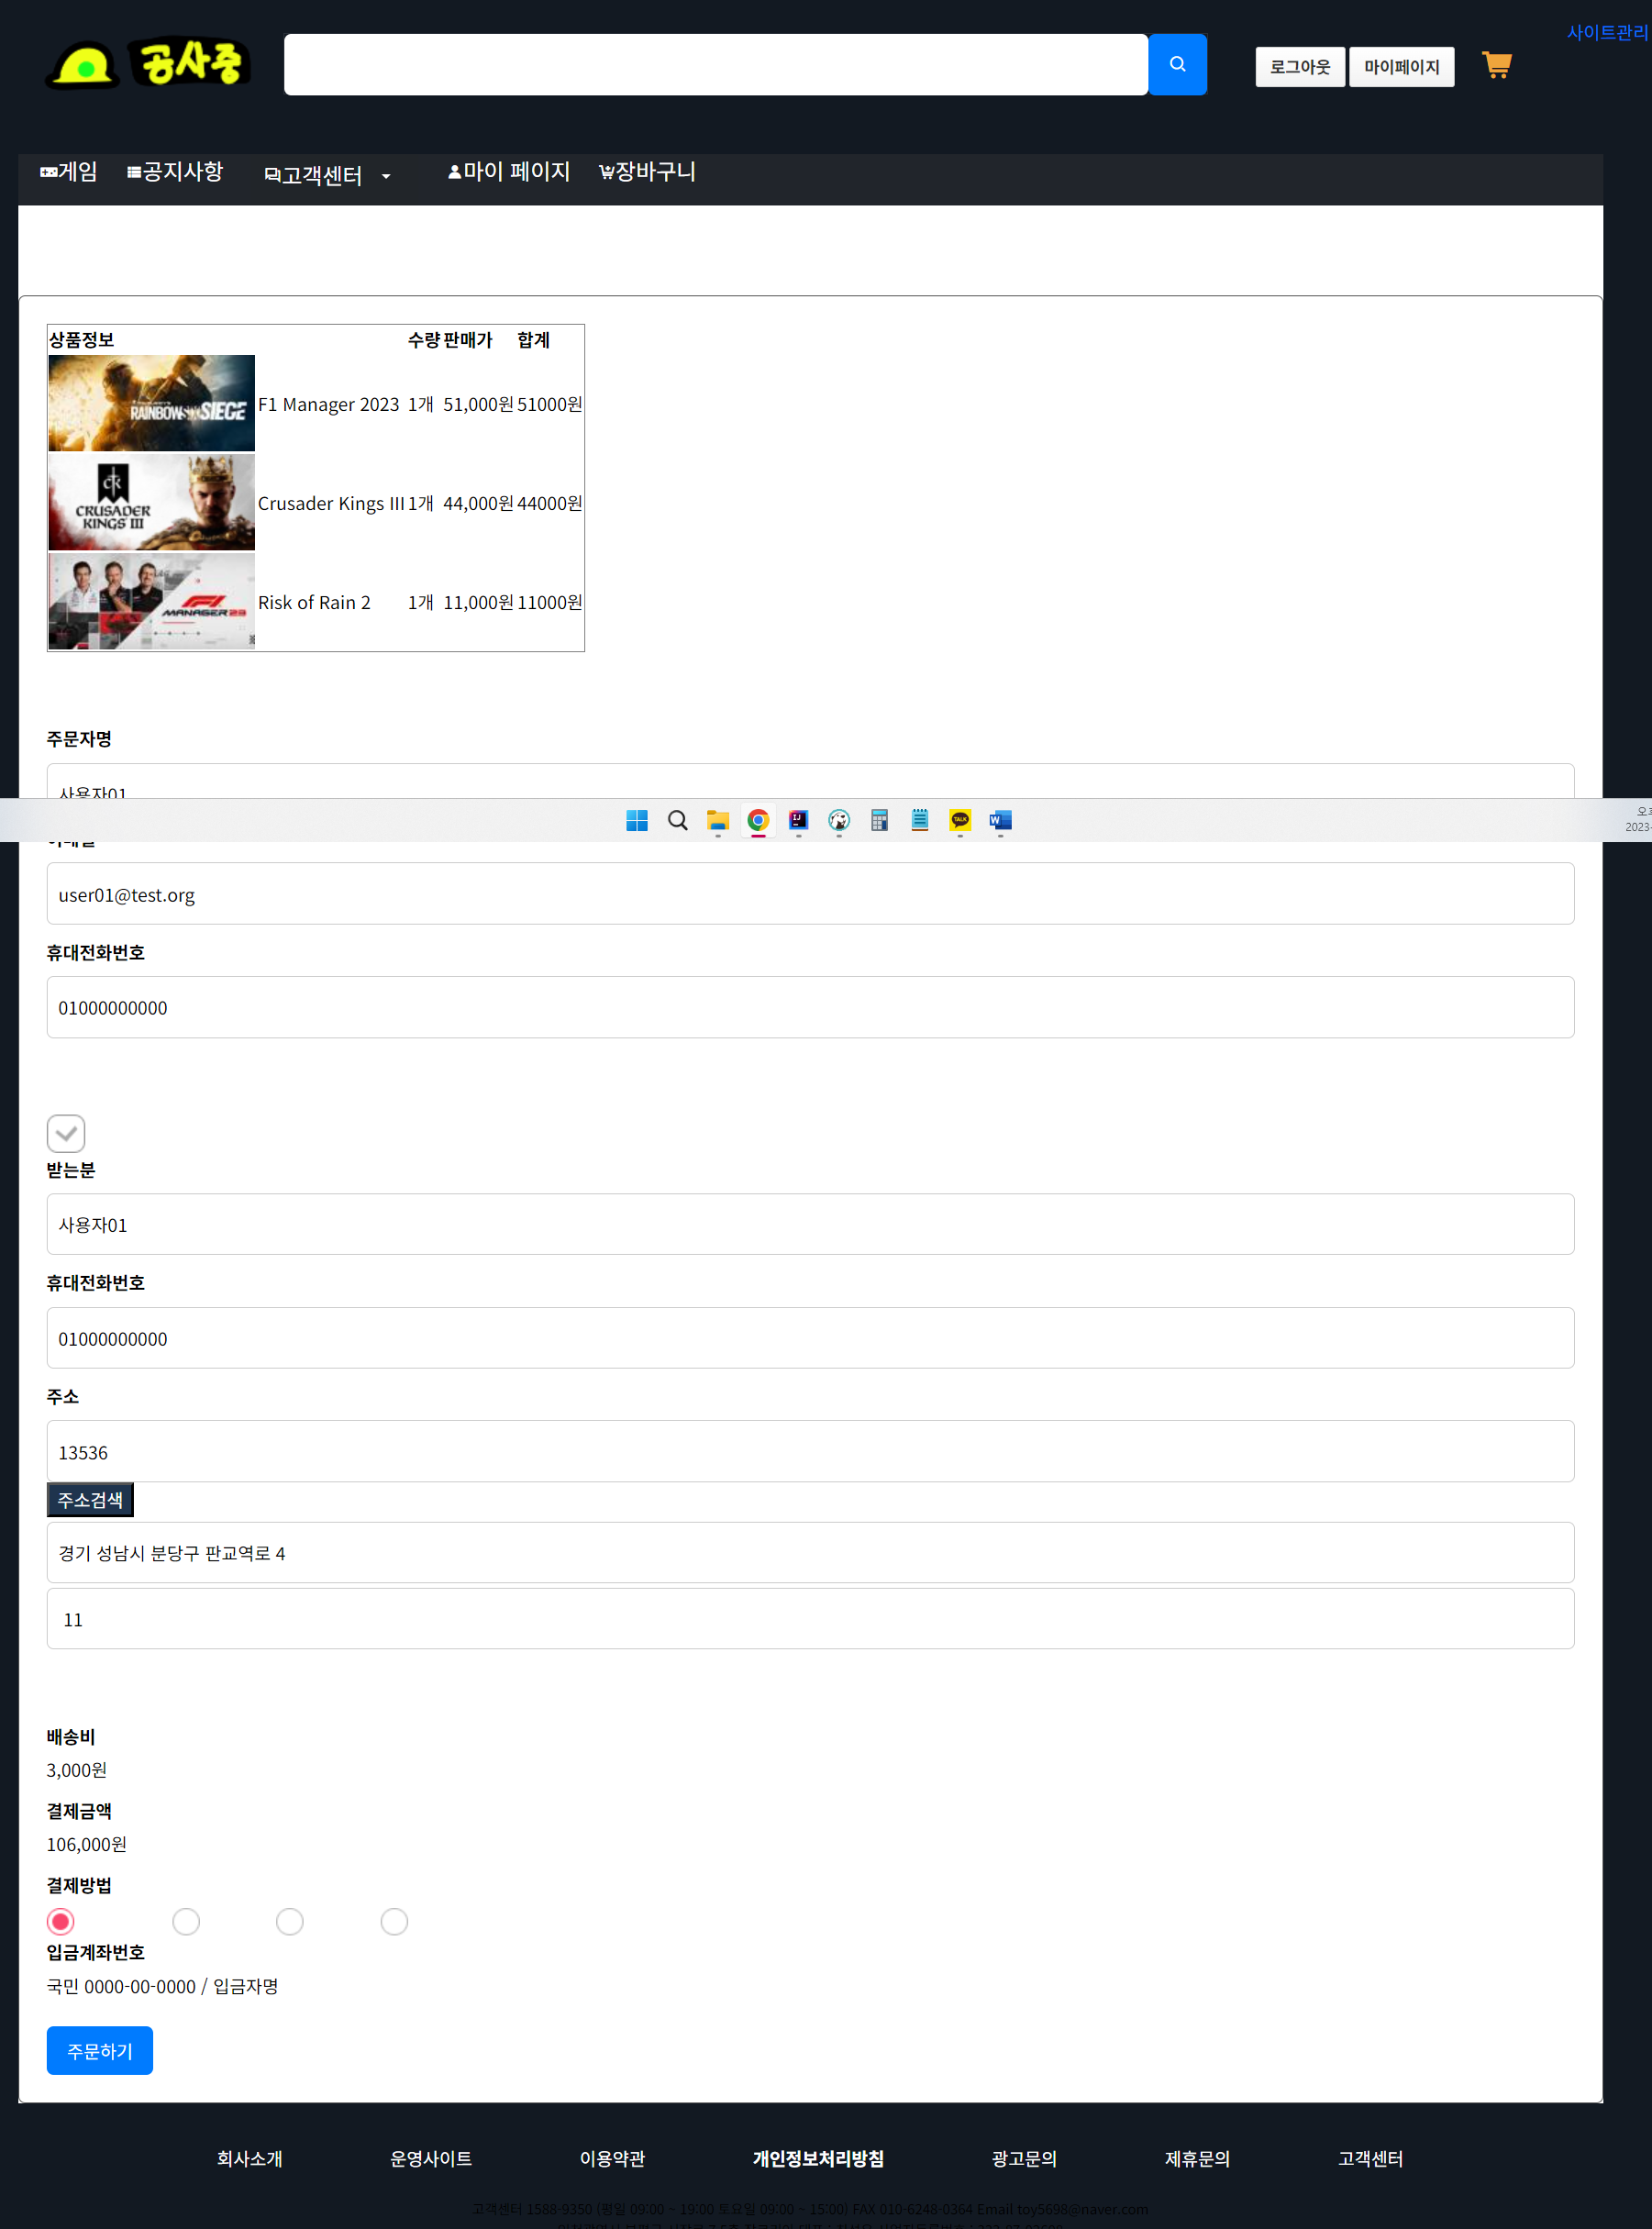 사이트관리
공사중
로그아웃 마이페이지
게임 공지사항 고객센터 마이 페이지 장바구니
상품정보 수량 판매가 합계
RAINBOW SIX SIEGE
F1 Manager 2023 1개 51,000원 51000원
CRUSADER
KINGS III
Crusader Kings III 1개 44,000원 44000원
F1
MANAGER 23
Risk of Rain 2 1개 11,000원 11000원
주문자명
사용자01
user01@test.org
휴대전화번호
01000000000
받는분
사용자01
휴대전화번호
01000000000
주소
13536
주소검색
경기 성남시 분당구 판교역로 4
11
배송비
3,000원
결제금액
106,000원
결제방법
입금계좌번호
국민 0000-00-0000 / 입금자명
주문하기
회사소개 운영사이트 이용약관 개인정보처리방침 광고문의 제휴문의 고객센터
고객센터 1588-9350 (평일 09:00 ~ 19:00 토요일 09:00 ~ 15:00) FAX 010-6248-0364 Email toy5698@naver.com